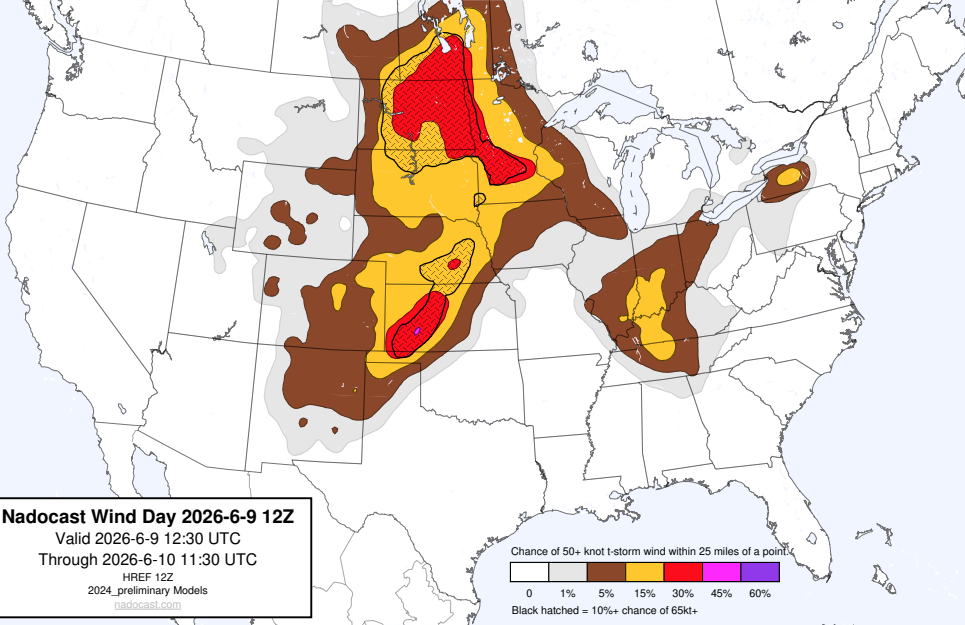 Nadocast Wind Day 2026-6-9 12Z
Valid 2026-6-9 12:30 UTC
Through 2026-6-10 11:30 UTC
HREF 12Z
2024_preliminary Models
nadocast.com
Chance of 50+ knot t-storm wind within 25 miles of a point.
0 1% 5% 15% 30% 45% 60%
Black hatched = 10%+ chance of 65kt+